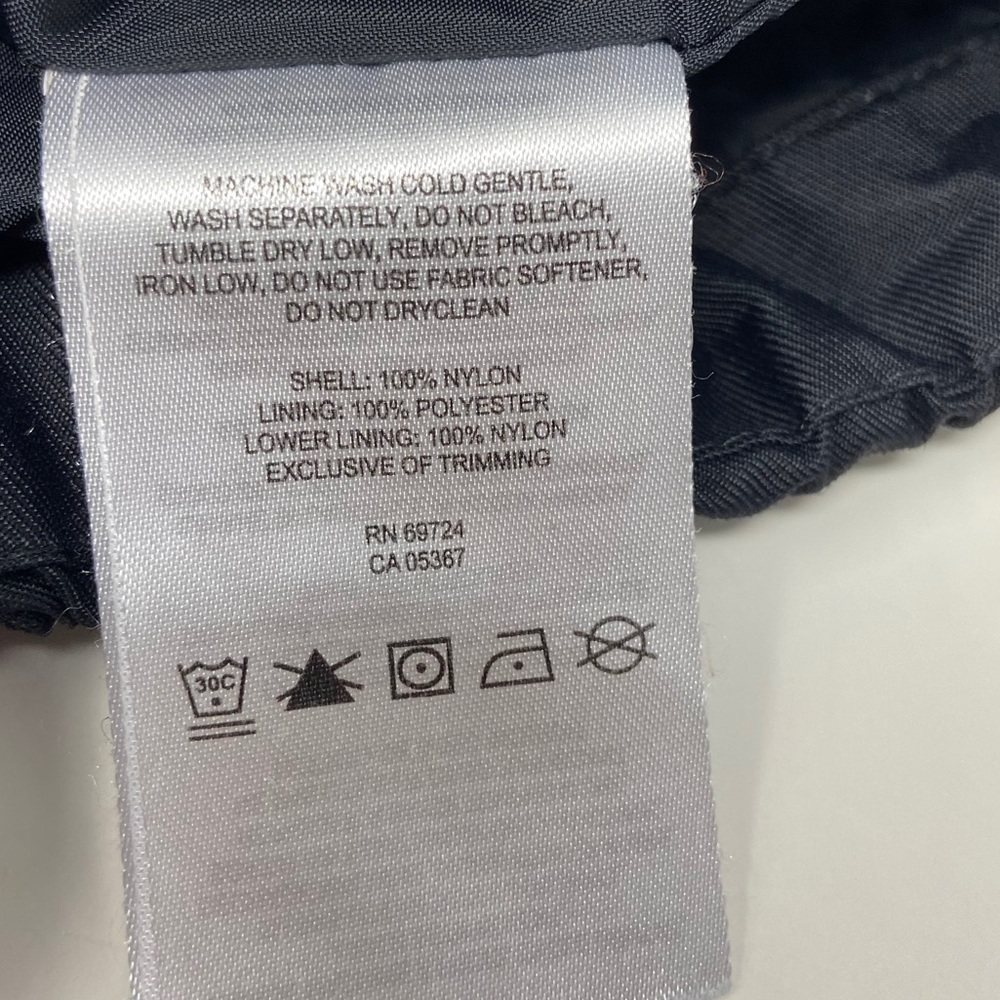 MACHINE WASH COLD GENTLE,
WASH SEPARATELY, DO NOT BLEACH,
TUMBLE DRY LOW, REMOVE PROMPTLY,
IRON LOW, DO NOT USE FABRIC SOFTENER,
DO NOT DRYCLEAN
SHELL: 100% NYLON
LINING: 100% POLYESTER
LOWER LINING: 100% NYLON
EXCLUSIVE OF TRIMMING
RN 69724
CA 05367
30C